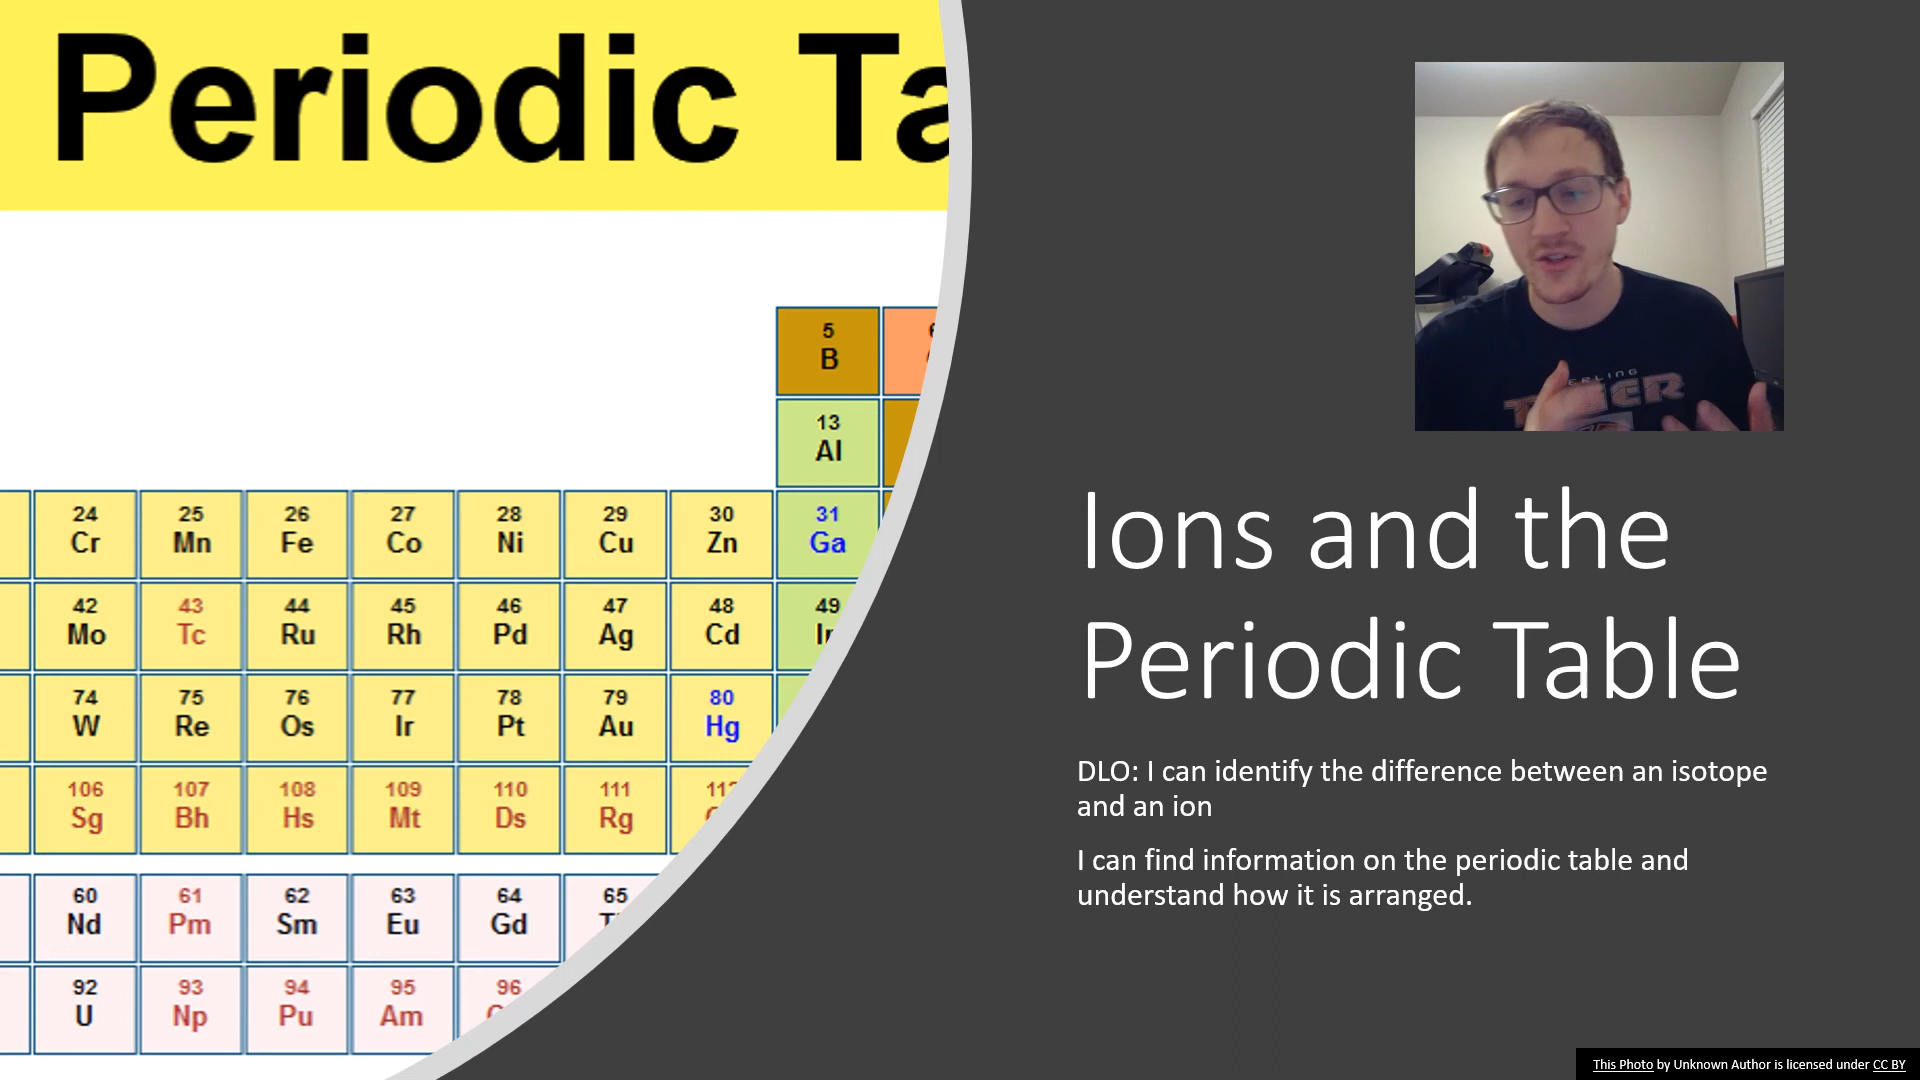 Periodic Ta
5
B
13
Al
24 25 26 27 28 29 30 31
Cr Mn Fe Co Ni Cu Zn Ga
42 43 44 45 46 47 48 49
Mo Tc Ru Rh Pd Ag Cd
74 75 76 77 78 79 80
W Re Os Ir Pt Au Hg
106 107 108 109 110 111
Sg Bh Hs Mt Ds Rg
60 61 62 63 64 65
Nd Pm Sm Eu Gd
92 93 94 95 96
U Np Pu Am
Ions and the
Periodic Table
DLO: I can identify the difference between an isotope
and an ion
I can find information on the periodic table and
understand how it is arranged.
This Photo by Unknown Author is licensed under CC BY